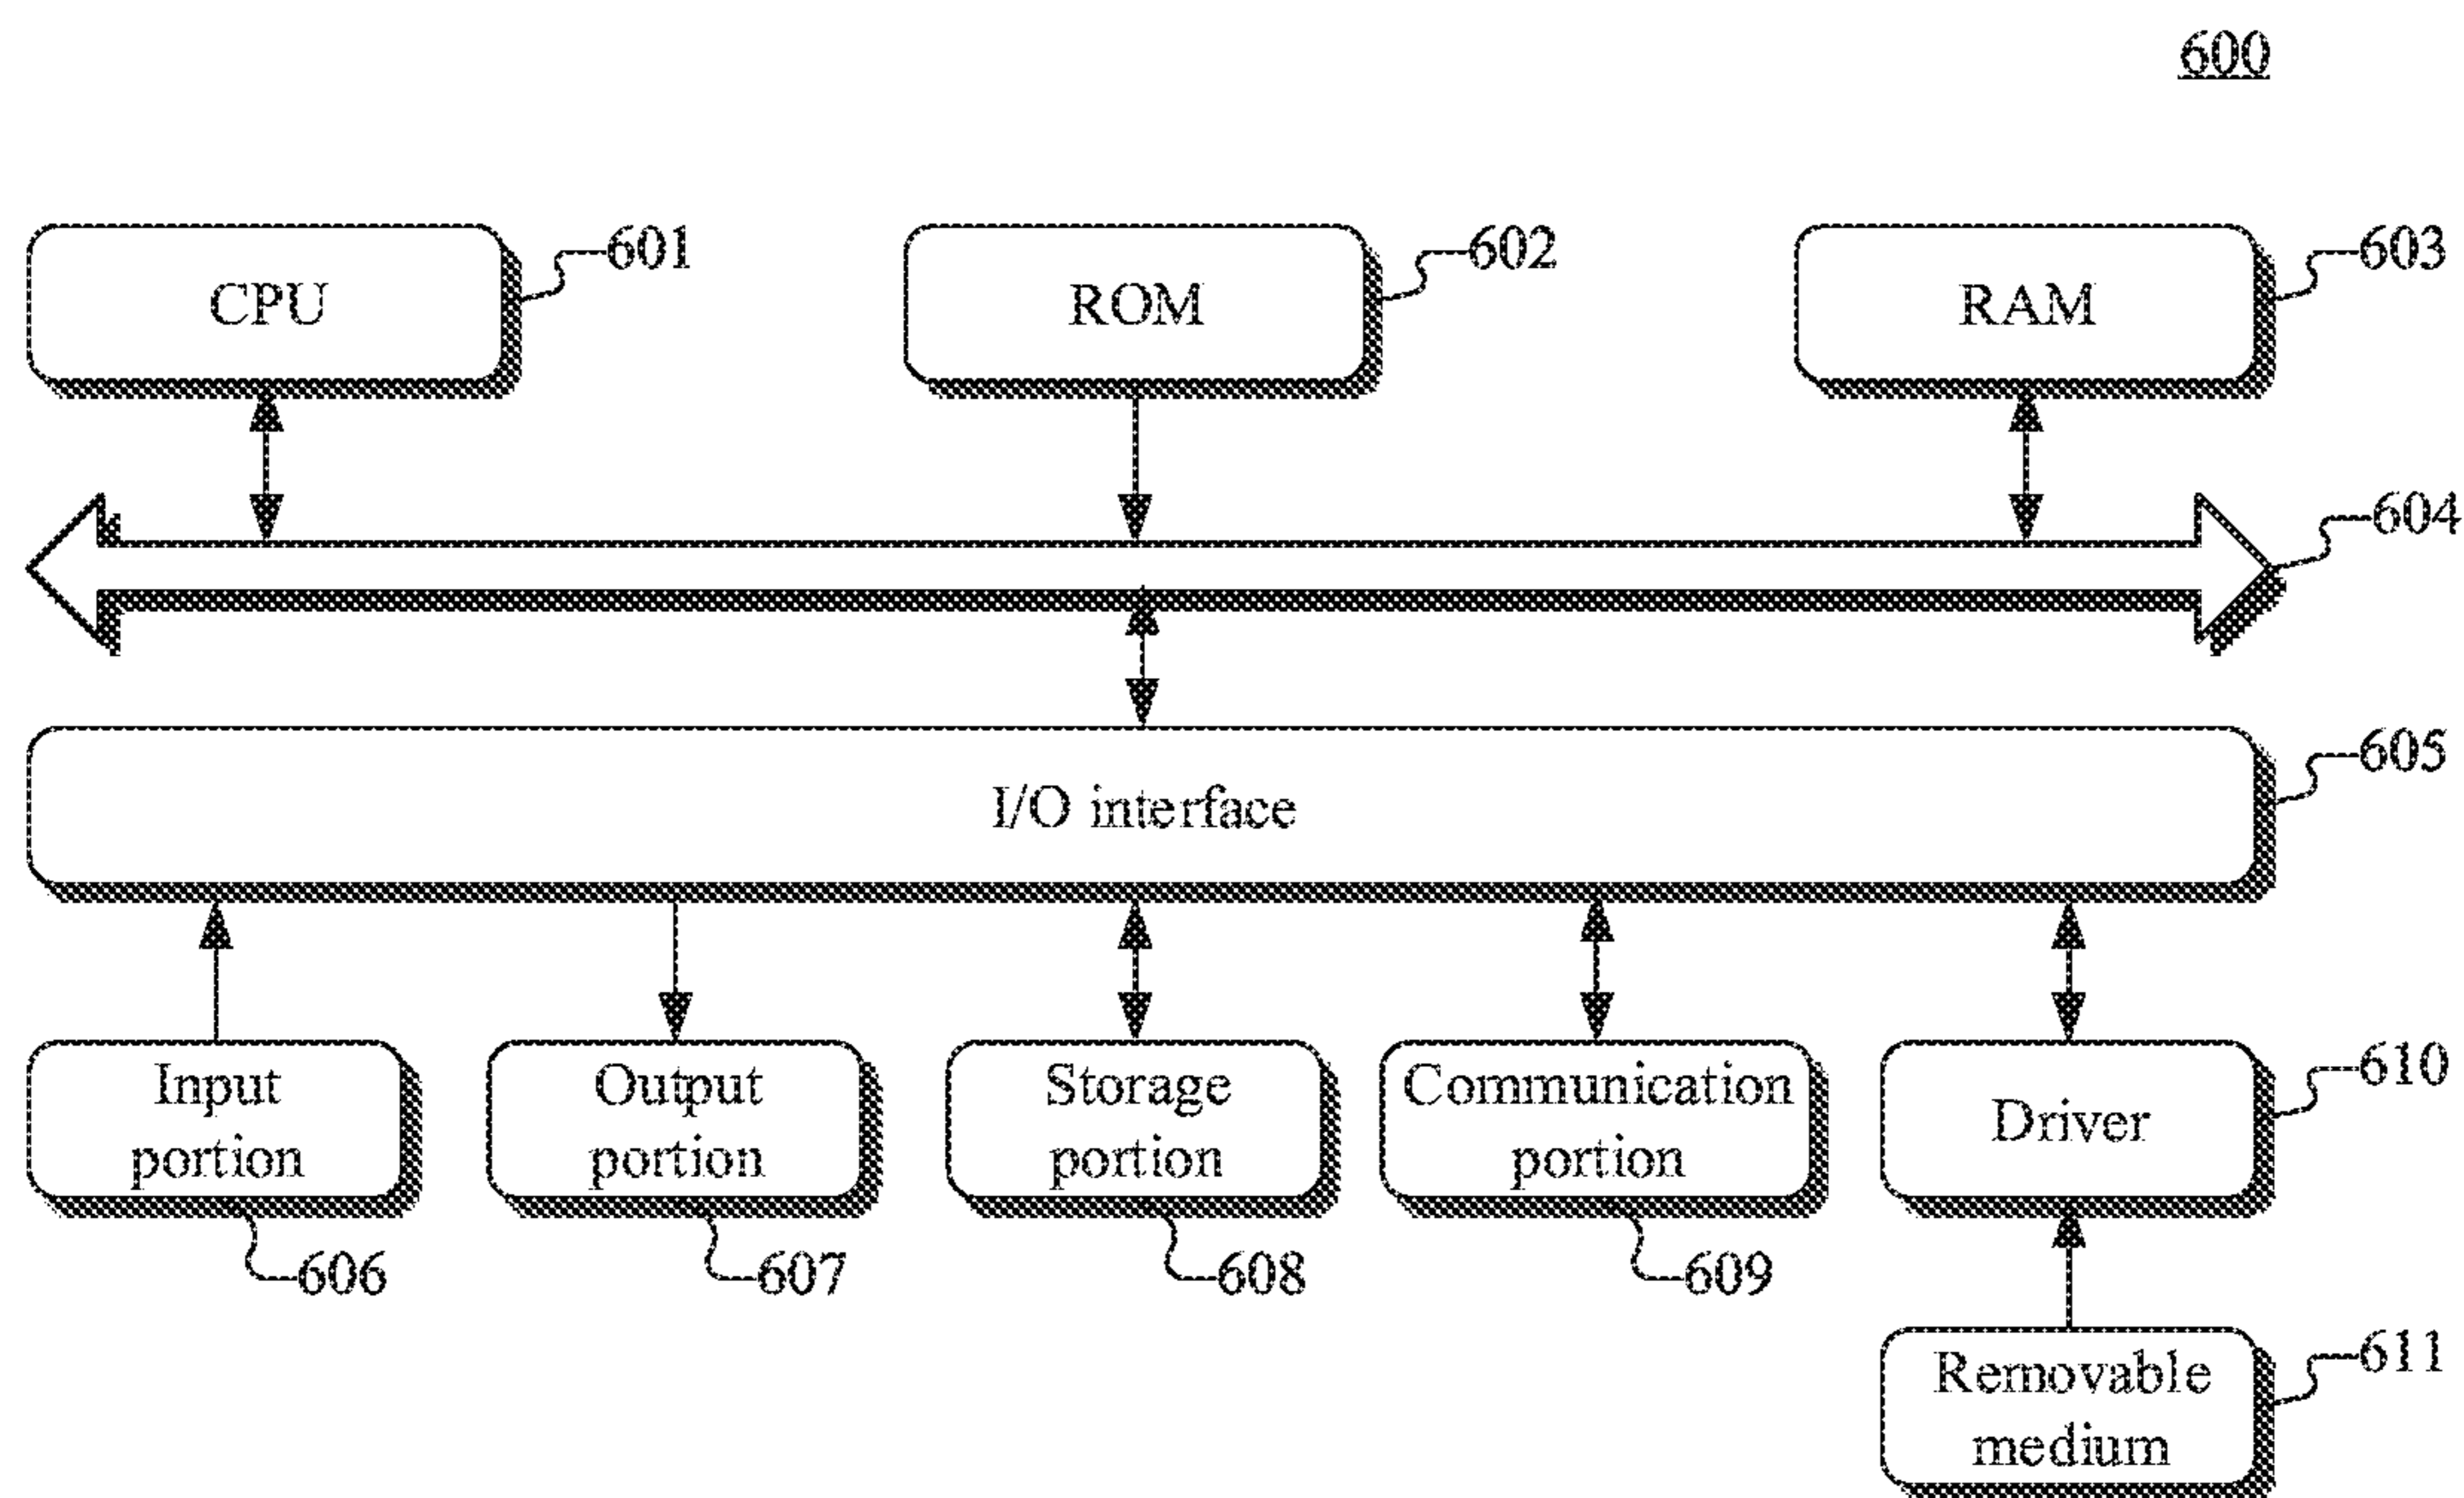 600
CPU
601
ROM
602
RAM
603
604
I/O interface
605
Input
portion
606
Output
portion
607
Storage
portion
608
Communication
portion
609
Driver
610
Removable
medium
611